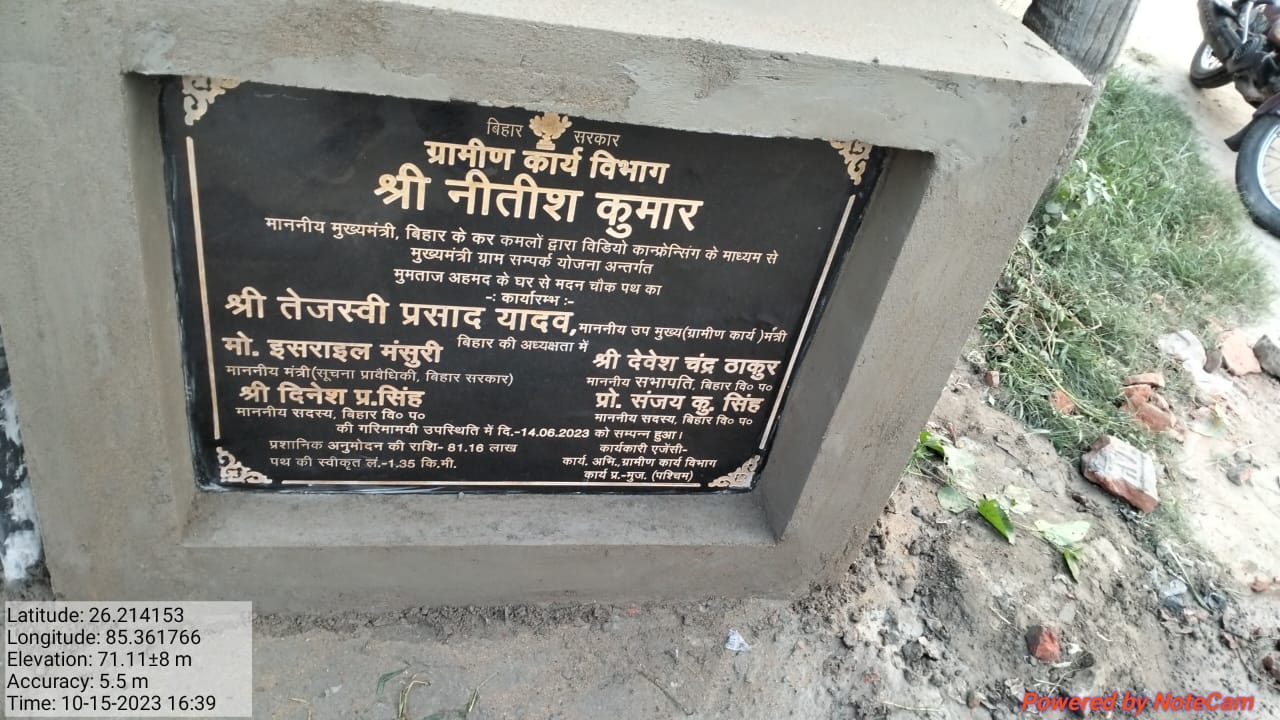 बिहार सरकार
ग्रामीण कार्य विभाग
श्री नीतीश कुमार
माननीय मुख्यमंत्री, बिहार के कर कमलों द्वारा विडियो कान्फ्रेन्सिंग के माध्यम से
मुख्यमंत्री ग्राम सम्पर्क योजना अन्तर्गत
मुमताज अहमद के घर से मदन चौक पथ का
-: कार्यारम्भ :-
श्री तेजस्वी प्रसाद यादव, माननीय उप मुख्य(ग्रामीण कार्य )मंत्री
बिहार की अध्यक्षता में
मो. इसराइल मंसुरी
माननीय मंत्री(सूचना प्रावैधिकी, बिहार सरकार)
श्री देवेश चंद्र ठाकुर
माननीय सभापति, बिहार वि० प०
श्री दिनेश प्र.सिंह
माननीय सदस्य, बिहार वि० प०
प्रो. संजय कु. सिंह
माननीय सदस्य, बिहार वि० प०
की गरिमामयी उपस्थिति में दि.-14.06.2023 को सम्पन्न हुआ।
प्रशानिक अनुमोदन की राशि- 81.16 लाख
पथ की स्वीकृत लं.-1.35 कि.मी.
कार्यकारी एजेंसी-
कार्य. अभि.,ग्रामीण कार्य विभाग
कार्य प्र.-मुज. (पश्चिम)
Latitude: 26.214153
Longitude: 85.361766
Elevation: 71.11±8 m
Accuracy: 5.5 m
Time: 10-15-2023 16:39
Powered by NoteCam